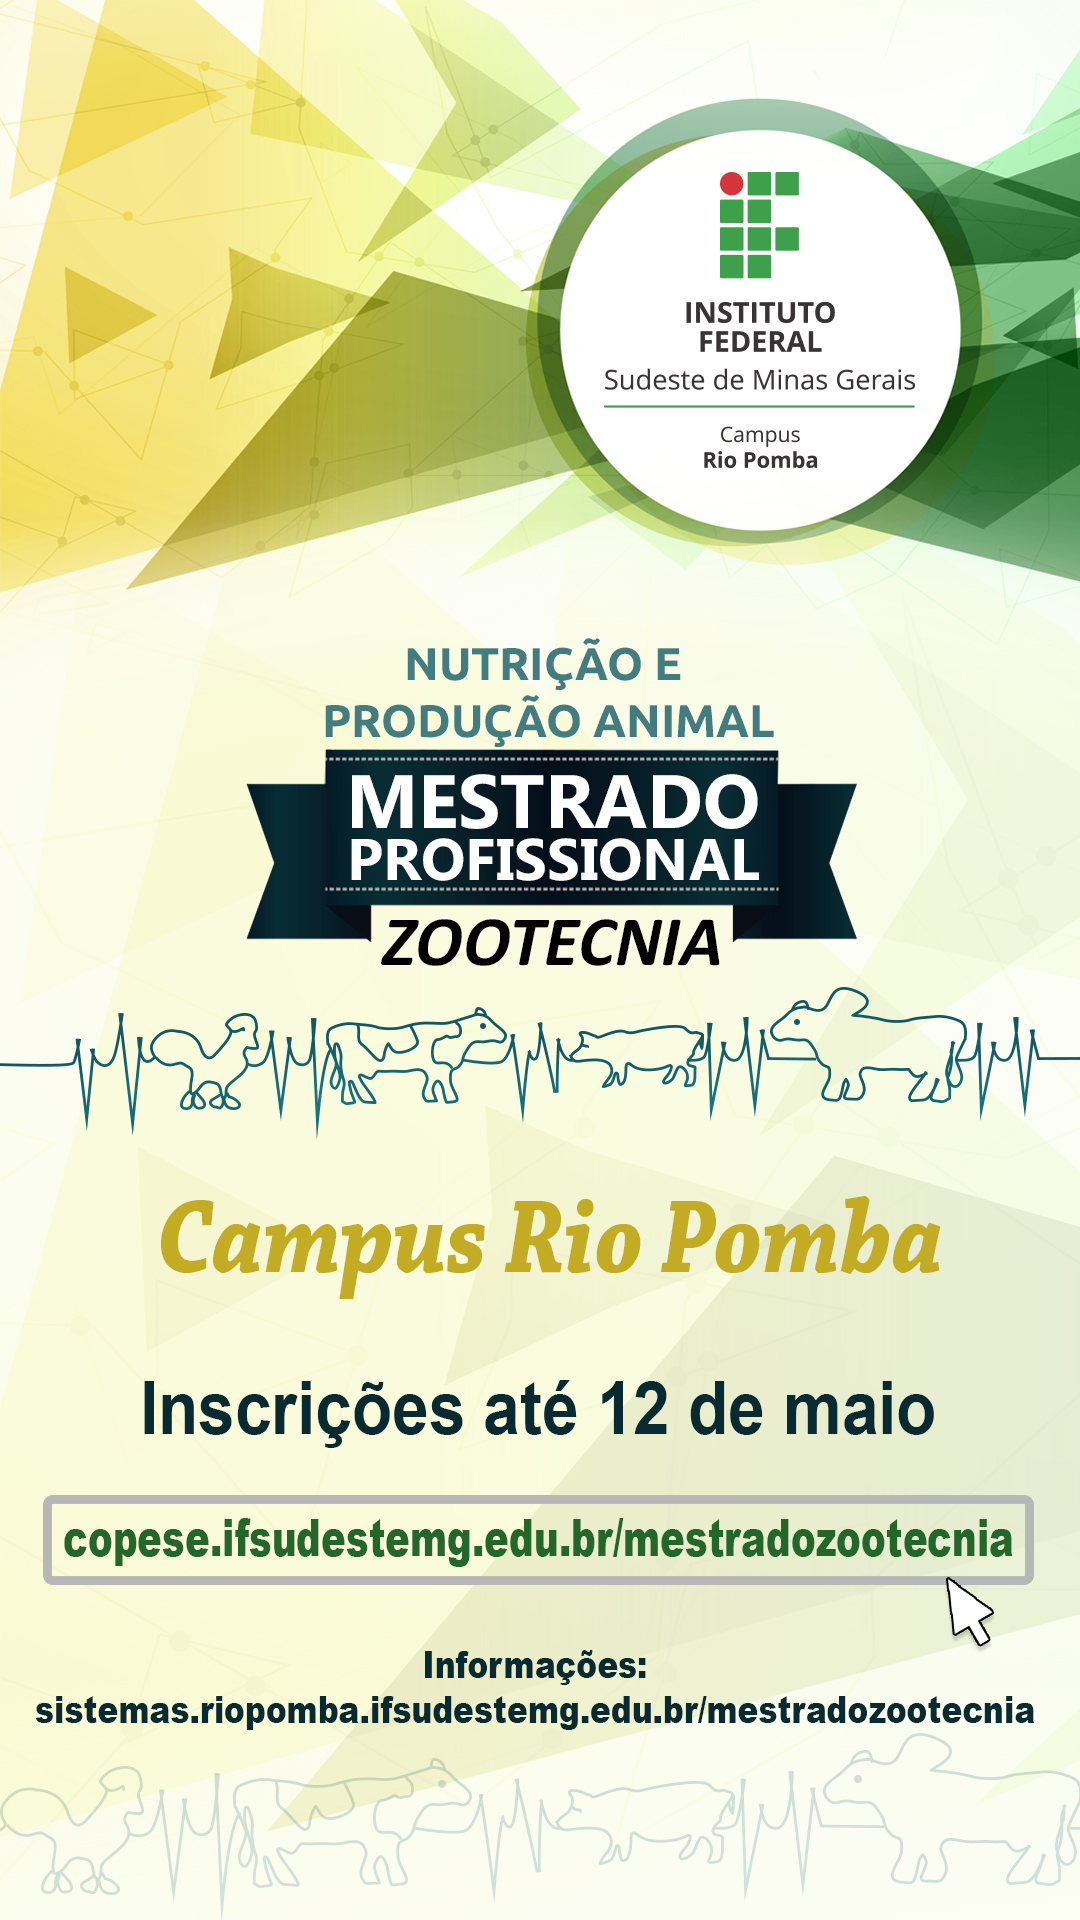 INSTITUTO
FEDERAL
Sudeste de Minas Gerais
Campus
Rio Pomba
NUTRIÇÃO E
PRODUÇÃO ANIMAL
MESTRADO
PROFISSIONAL
ZOOTECNIA
Campus Rio Pomba
Inscrições até 12 de maio
copese.ifsudestemg.edu.br/mestradozootecnia
Informações:
sistemas.riopomba.ifsudestemg.edu.br/mestradozootecnia